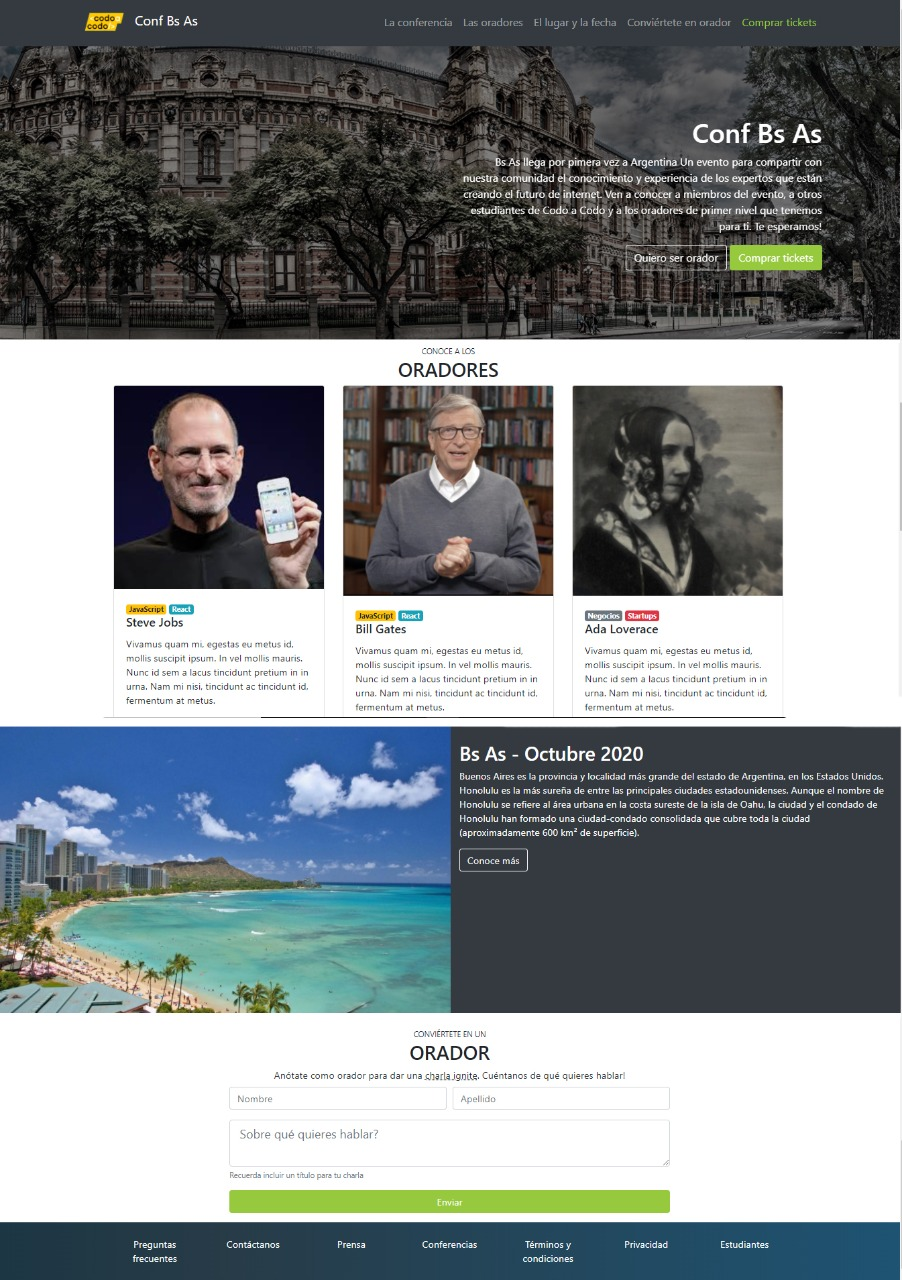 codo a
codo
Conf Bs As
La conferencia Las oradores El lugar y la fecha Conviértete en orador Comprar tickets
Conf Bs As
Bs As llega por pimera vez a Argentina Un evento para compartir con
nuestra comunidad el conocimiento y experiencia de los expertos que están
creando el futuro de internet. Ven a conocer a miembros del evento, a otros
estudiantes de Codo a Codo y a los oradores de primer nivel que tenemos
para ti. Te esperamos!
Quiero ser orador Comprar tickets
CONOCE A LOS
ORADORES
JavaScript React
Steve Jobs
Vivamus quam mi, egestas eu metus id,
mollis suscipit ipsum. In vel mollis mauris.
Nunc id sem a lacus tincidunt pretium in in
urna. Nam mi nisi, tincidunt ac tincidunt id,
fermentum at metus.
JavaScript React
Bill Gates
Vivamus quam mi, egestas eu metus id,
mollis suscipit ipsum. In vel mollis mauris.
Nunc id sem a lacus tincidunt pretium in in
urna. Nam mi nisi, tincidunt ac tincidunt id,
fermentum at metus.
Negocios Startups
Ada Loverace
Vivamus quam mi, egestas eu metus id,
mollis suscipit ipsum. In vel mollis mauris.
Nunc id sem a lacus tincidunt pretium in in
urna. Nam mi nisi, tincidunt ac tincidunt id,
fermentum at metus.
Bs As - Octubre 2020
Buenos Aires es la provincia y localidad más grande del estado de Argentina, en los Estados Unidos.
Honolulu es la más sureña de entre las principales ciudades estadounidenses. Aunque el nombre de
Honolulu se refiere al área urbana en la costa sureste de la isla de Oahu, la ciudad y el condado de
Honolulu han formado una ciudad-condado consolidada que cubre toda la ciudad
(aproximadamente 600 km² de superficie).
Conoce más
CONVIÉRTETE EN UN
ORADOR
Anótate como orador para dar una charla ignite. Cuéntanos de qué quieres hablar!
Nombre Apellido
Sobre qué quieres hablar?
Recuerda incluir un título para tu charla
Enviar
Preguntas frecuentes
Contáctanos
Prensa
Conferencias
Términos y condiciones
Privacidad
Estudiantes